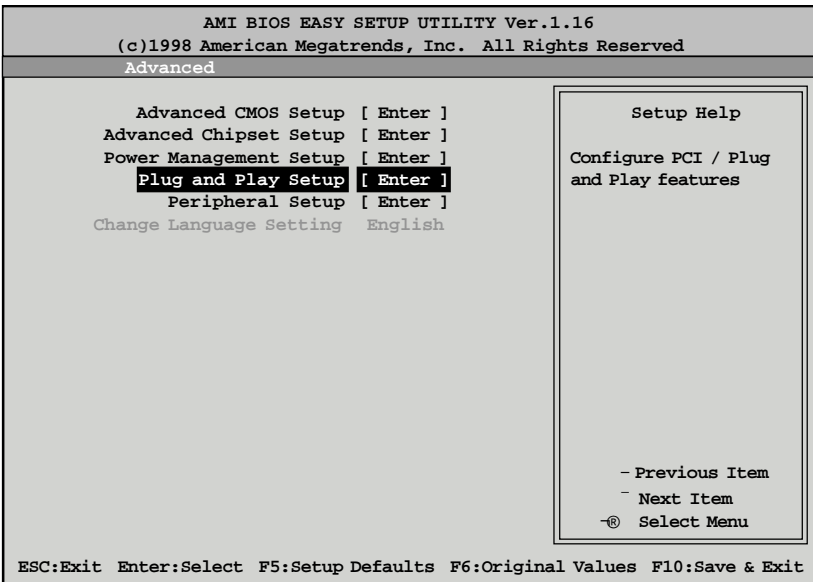 AMI BIOS EASY SETUP UTILITY Ver.1.16
(c)1998 American Megatrends, Inc. All Rights Reserved
Advanced
Advanced CMOS Setup [ Enter ]
Advanced Chipset Setup [ Enter ]
Power Management Setup [ Enter ]
Plug and Play Setup [ Enter ]
Peripheral Setup [ Enter ]
Change Language Setting English
Setup Help
Configure PCI / Plug
and Play features
– Previous Item
¯ Next Item
¬® Select Menu
ESC:Exit Enter:Select F5:Setup Defaults F6:Original Values F10:Save & Exit